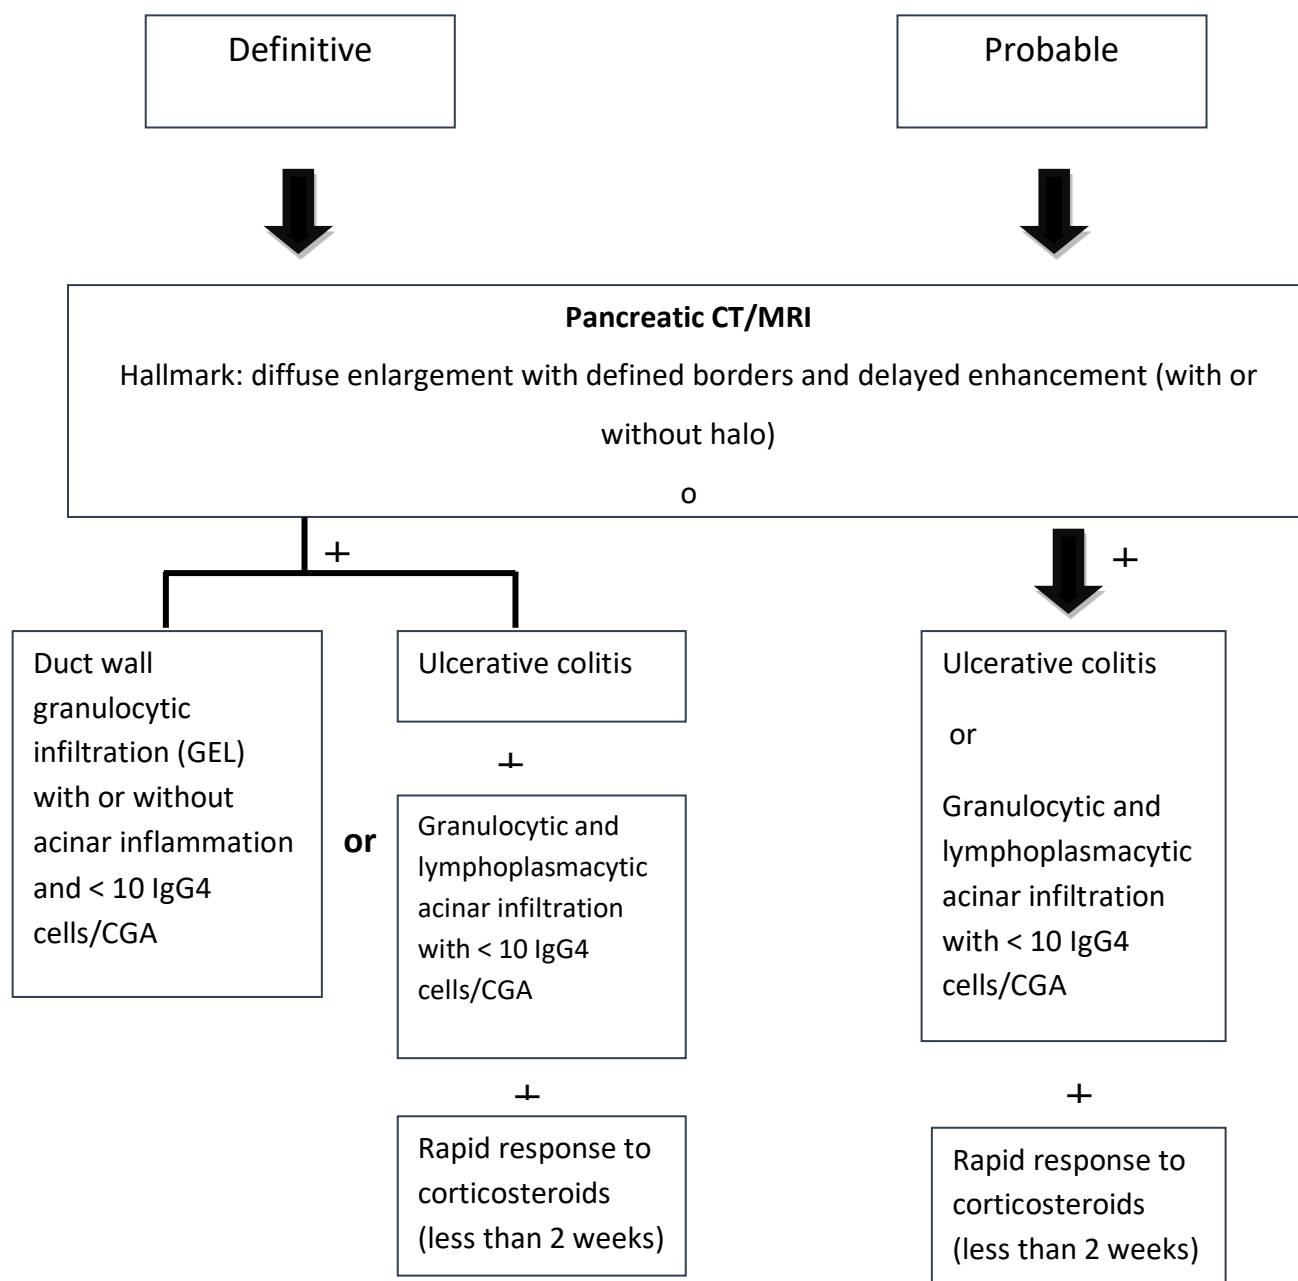 Definitive
Probable
Pancreatic CT/MRI
Hallmark: diffuse enlargement with defined borders and delayed enhancement (with or
without halo)
o
+
+
Duct wall
granulocytic
infiltration (GEL)
with or without
acinar inflammation
and < 10 IgG4
cells/CGA
or
Ulcerative colitis
+
Granulocytic and
lymphoplasmacytic
acinar infiltration
with < 10 IgG4
cells/CGA
+
Rapid response to
corticosteroids
(less than 2 weeks)
Ulcerative colitis
or
Granulocytic and
lymphoplasmacytic
acinar infiltration
with < 10 IgG4
cells/CGA
+
Rapid response to
corticosteroids
(less than 2 weeks)